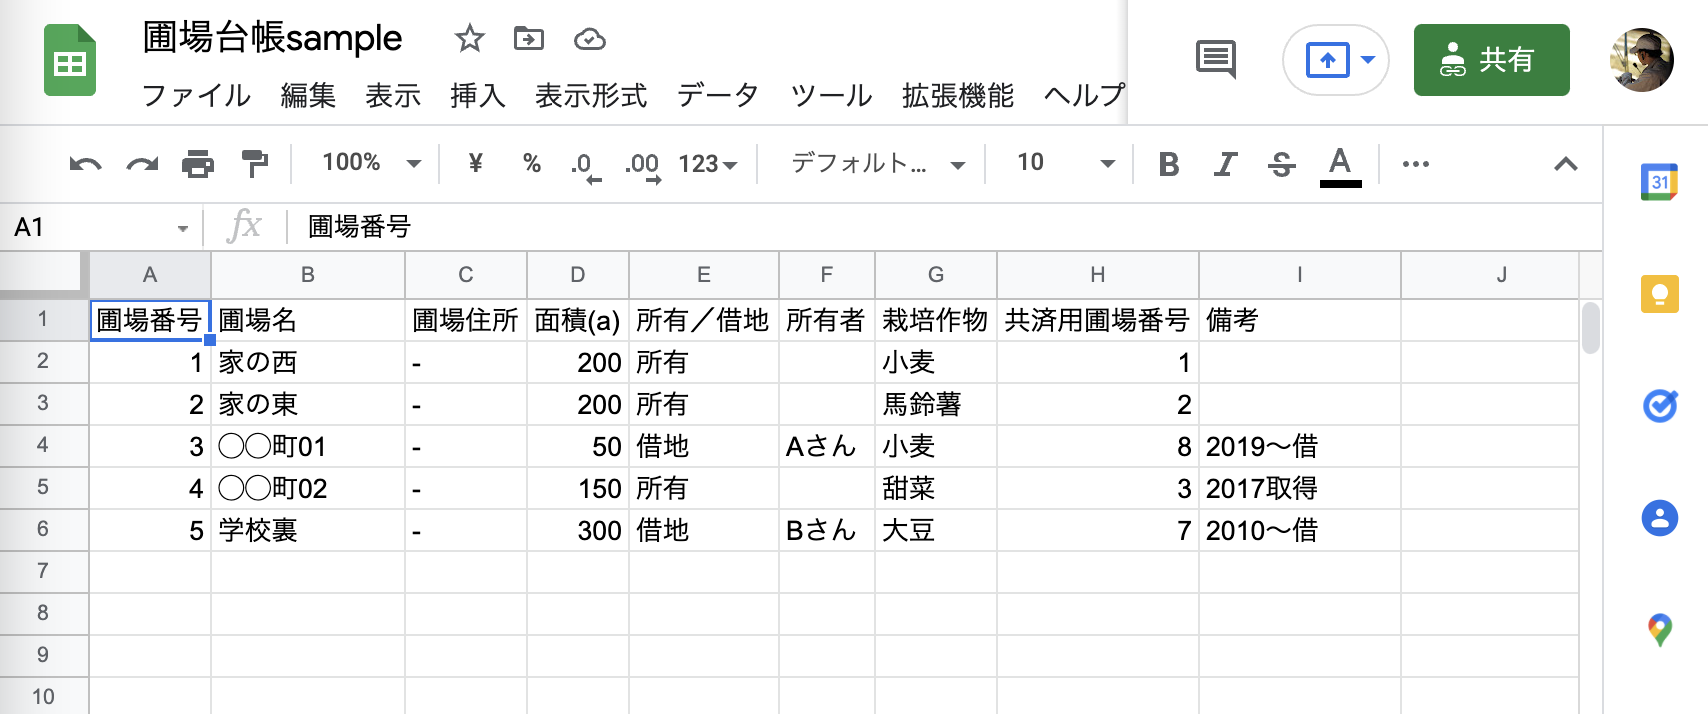 圃場台帳sample
ファイル 編集 表示 挿入 表示形式 データ ツール 拡張機能 ヘルプ
共有
100% ¥ % .0 .00 123 デフォルト... 10 B I S A
31
A1 fx 圃場番号
A B C D E F G H I J
1 圃場番号 圃場名 圃場住所 面積(a) 所有／借地 所有者 栽培作物 共済用圃場番号 備考
2 1 家の西 - 200 所有 小麦 1
3 2 家の東 - 200 所有 馬鈴薯 2
4 3 〇〇町01 - 50 借地 Aさん 小麦 8 2019〜借
5 4 〇〇町02 - 150 所有 甜菜 3 2017取得
6 5 学校裏 - 300 借地 Bさん 大豆 7 2010〜借
7
8
9
10